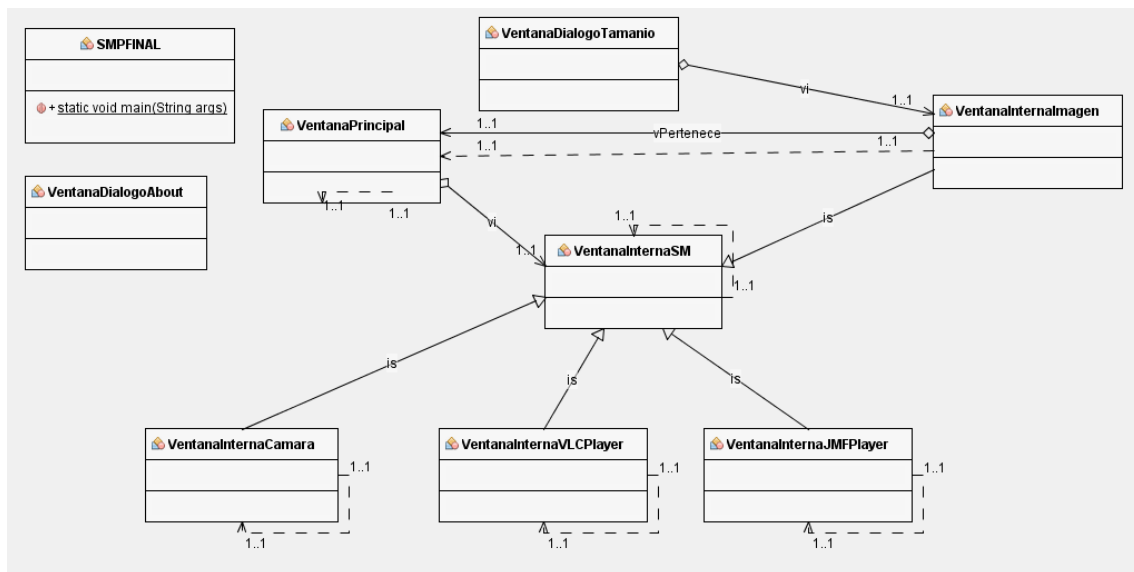 SMPFINAL
+ static void main(String args)
VentanaDialogoTamanio
vi
1..1
VentanaInternaImagen
VentanaPrincipal
1..1
vPertenece
1..1
1..1
VentanaDialogoAbout
1..1
1..1
vi
1..1
1..1
is
VentanaInternaSM
1..1
is
is
is
VentanaInternaCamara
1..1
1..1
VentanaInternaVLCPlayer
1..1
1..1
VentanaInternaJMFPlayer
1..1
1..1